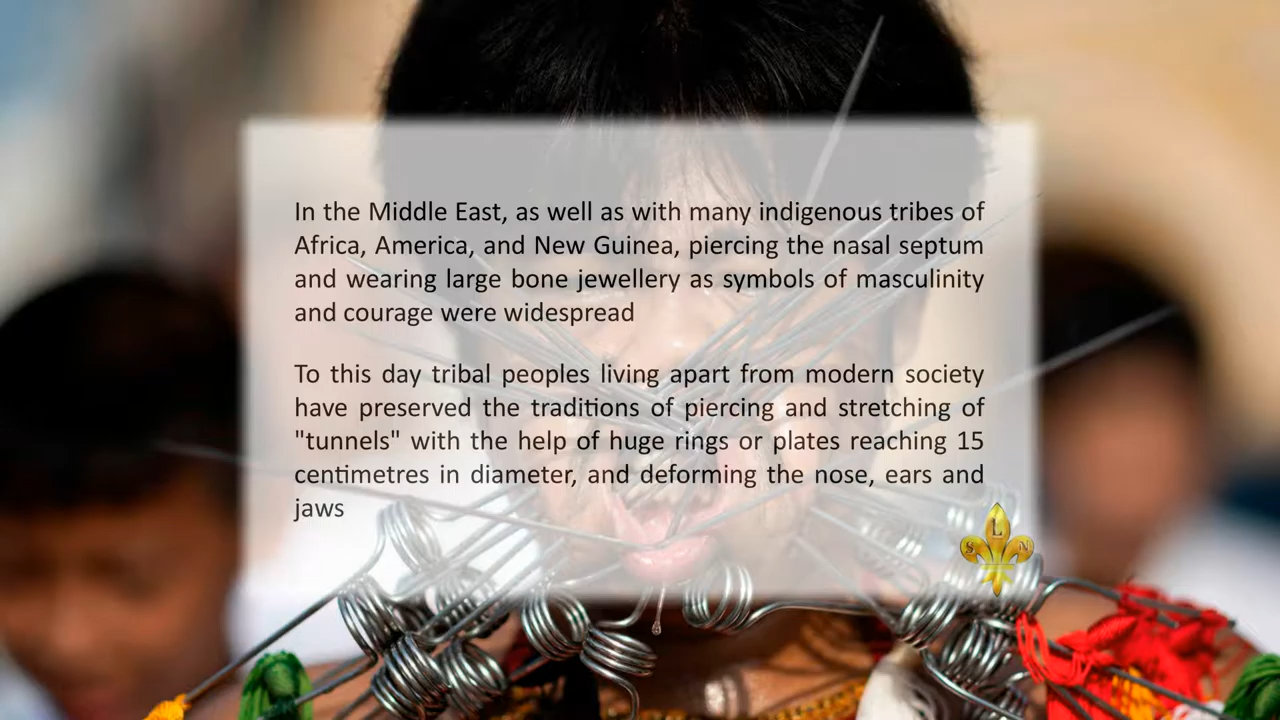 In the Middle East, as well as with many indigenous tribes of
Africa, America, and New Guinea, piercing the nasal septum
and wearing large bone jewellery as symbols of masculinity
and courage were widespread
To this day tribal peoples living apart from modern society
have preserved the traditions of piercing and stretching of
"tunnels" with the help of huge rings or plates reaching 15
centimetres in diameter, and deforming the nose, ears and
jaws
L
S N